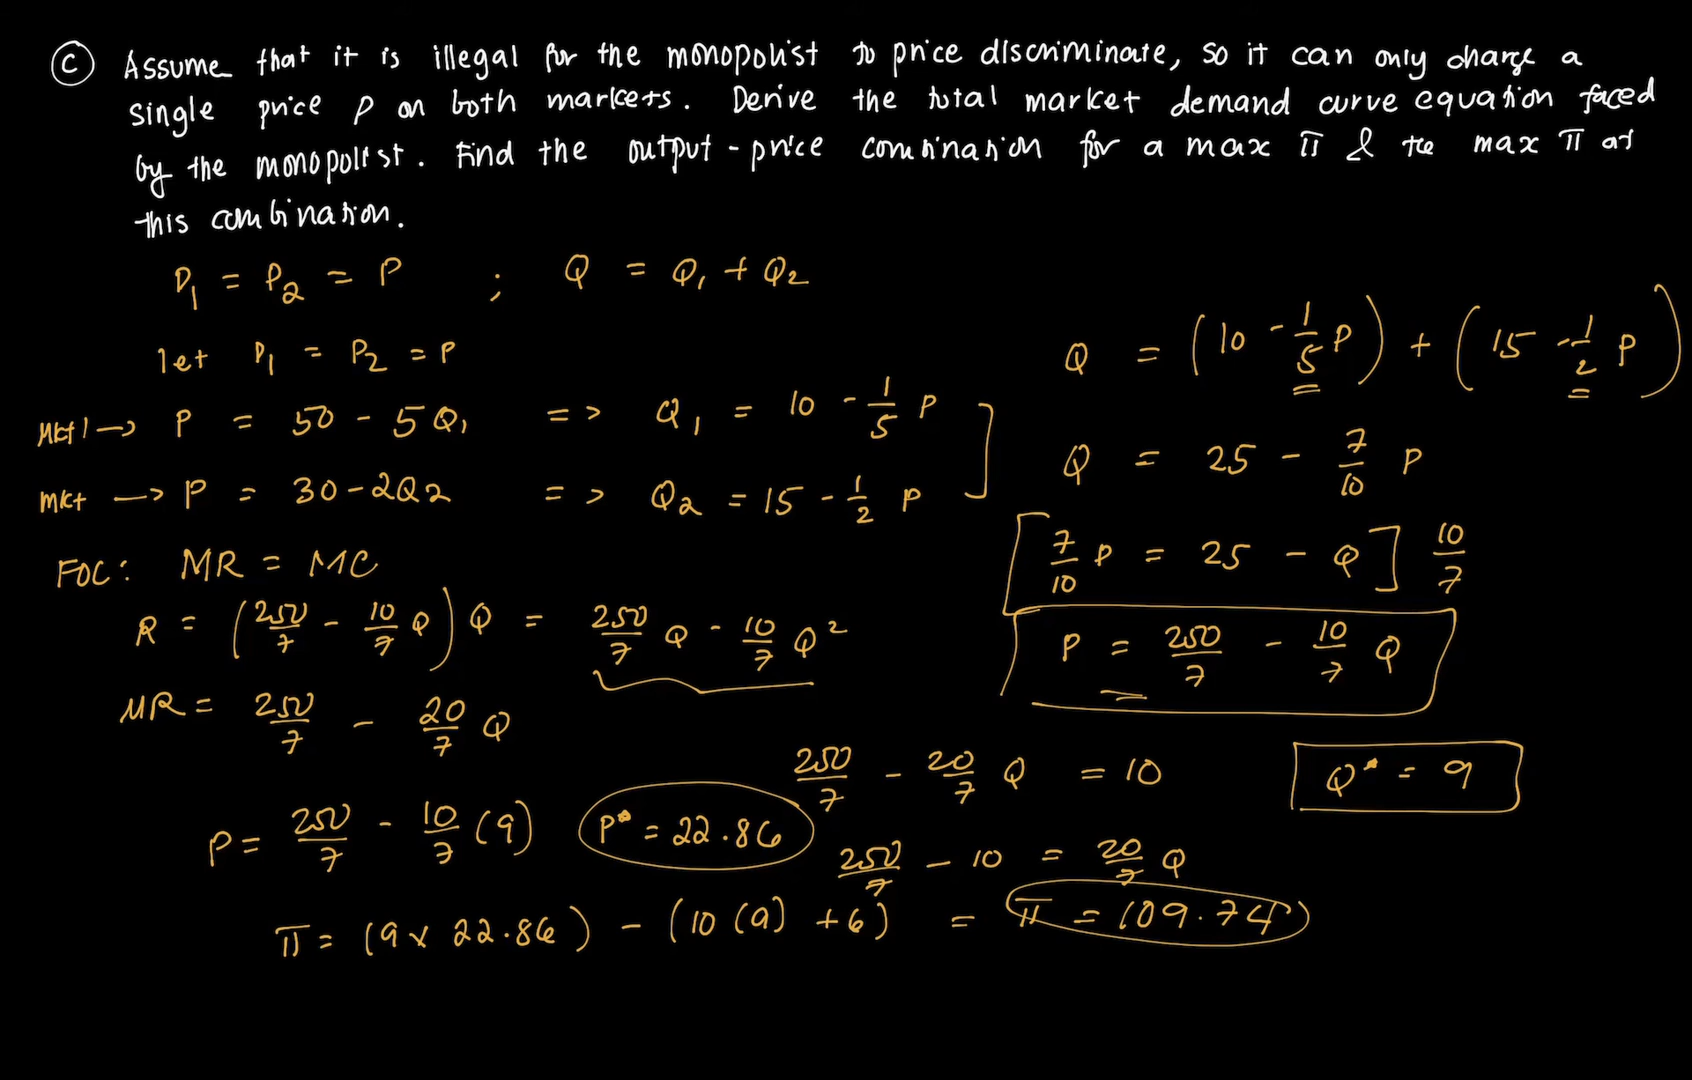 (c) Assume that it is illegal for the monopolist to price discriminate, so it can only charge a
single price P on both markets. Derive the total market demand curve equation faced
by the monopolist. Find the output-price combination for a max π & the max π at
this combination.
P₁ = P₂ = P ; Q = Q₁ + Q₂
let P₁ = P₂ = P
Mkt 1 → P = 50 - 5Q₁ => Q₁ = 10 - 1/5 P
mkt → P = 30 - 2Q2 => Q₂ = 15 - 1/2 P
Q = (10 - 1/5 P) + (15 - 1/2 P)
Q = 25 - 7/10 P
[7/10 P = 25 - Q] 10/7
P = 250/7 - 10/7 Q
FOC: MR = MC
R = (250/7 - 10/7 Q) Q = 250/7 Q - 10/7 Q²
MR = 250/7 - 20/7 Q
250/7 - 20/7 Q = 10
250/7 - 10 = 20/7 Q
Q* = 9
P = 250/7 - 10/7 (9) P* = 22.86
π = (9 x 22.86) - (10 (9) + 6) = π = 109.74